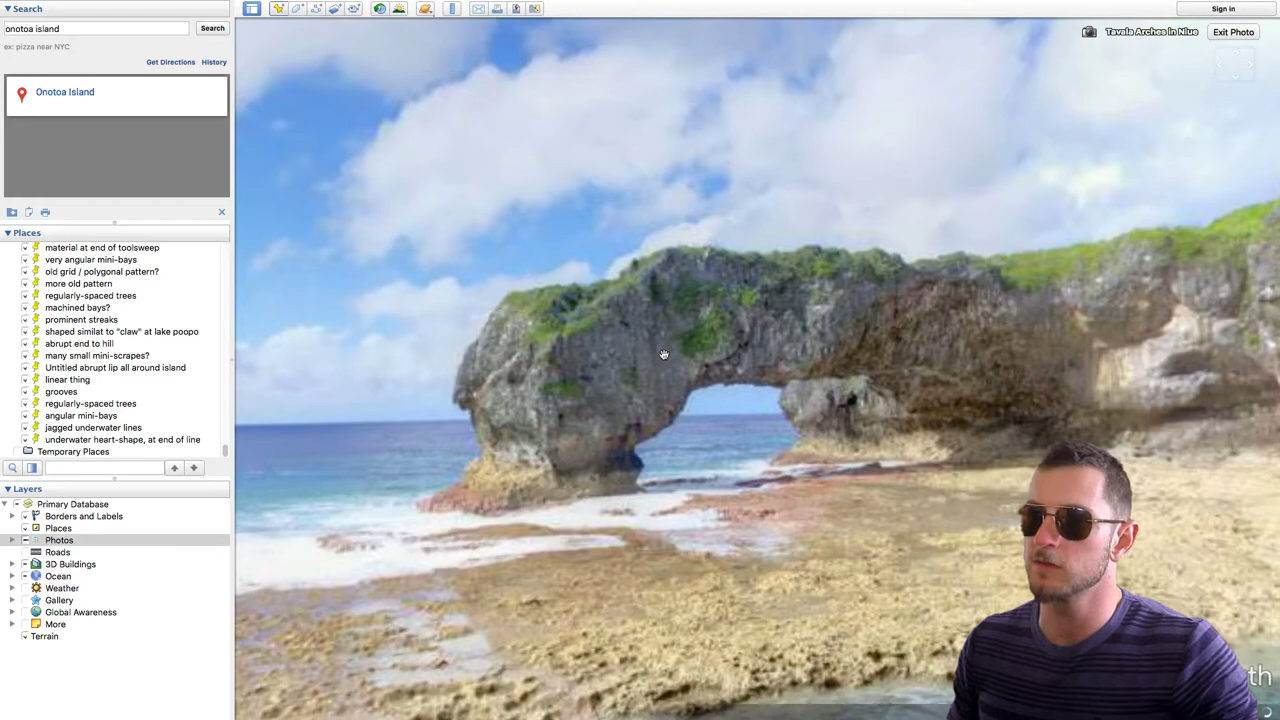 Search
Sign in
onotoa island
Search
ex: pizza near NYC
Get Directions
History
Onotoa Island
Tavala Arches in Niue
Exit Photo
Places
material at end of toolsweep
very angular mini-bays
old grid / polygonal pattern?
more old pattern
regularly-spaced trees
machined bays?
prominent streaks
shaped similat to "claw" at lake poopo
abrupt end to hill
many small mini-scrapes?
Untitled abrupt lip all around island
linear thing
grooves
regularly-spaced trees
angular mini-bays
jagged underwater lines
underwater heart-shape, at end of line
Temporary Places
Layers
Primary Database
Borders and Labels
Places
Photos
Roads
3D Buildings
Ocean
Weather
Gallery
Global Awareness
More
Terrain
th